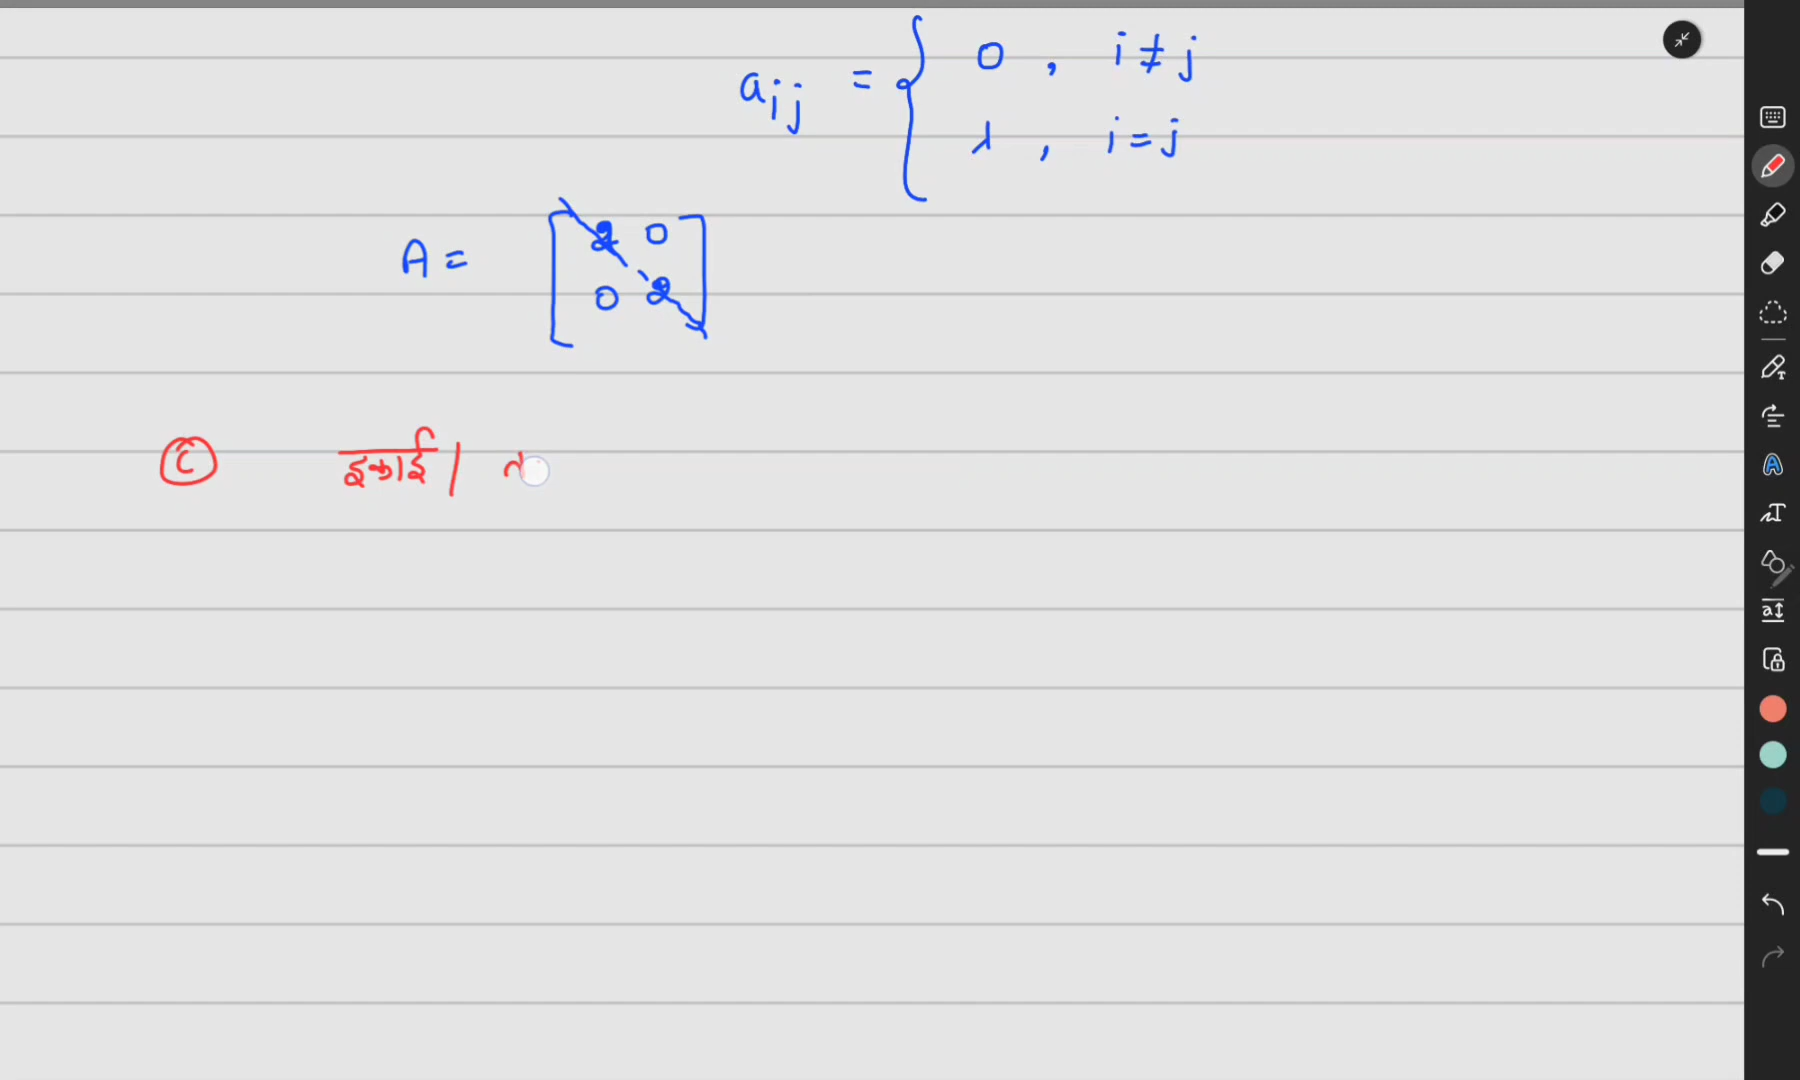 aij = { 0 , i ≠ j
λ , i = j
A = [ 2 0
0 2 ]
(C) इकाई |